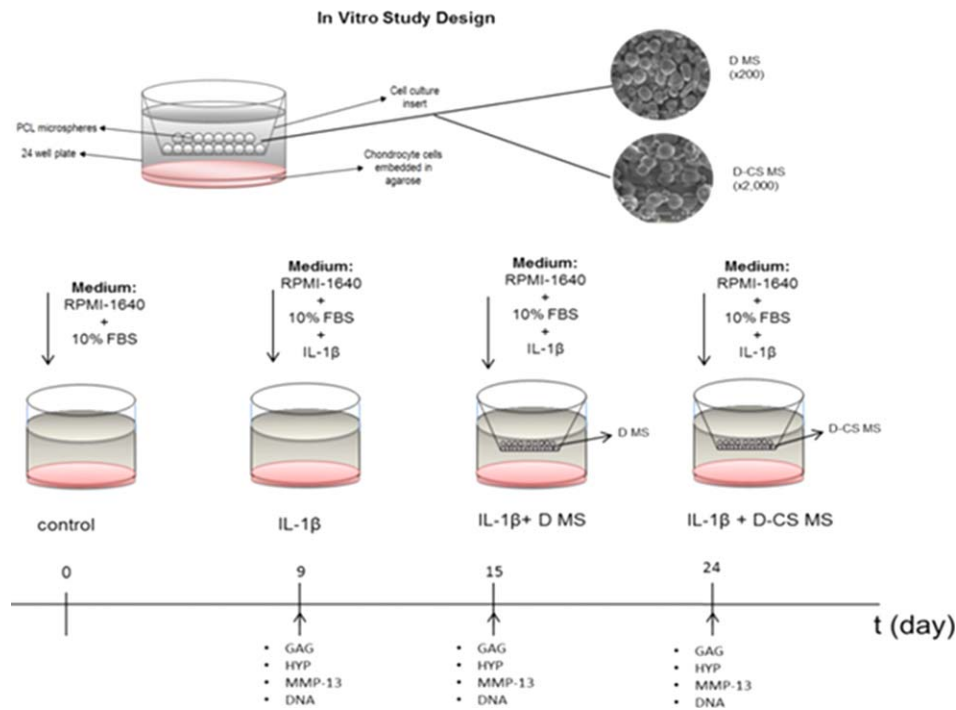 In Vitro Study Design
D MS
(x200)
Cell culture
insert
PCL microspheres
24 well plate
Chondrocyte cells
embedded in
agarose
D-CS MS
(x2,000)
Medium:
RPMI-1640
+
10% FBS
Medium:
RPMI-1640
+
10% FBS
+
IL-1β
Medium:
RPMI-1640
+
10% FBS
+
IL-1β
Medium:
RPMI-1640
+
10% FBS
+
IL-1β
D MS
D-CS MS
control
IL-1β
IL-1β+ D MS
IL-1β + D-CS MS
0
9
15
24
t (day)
• GAG
• HYP
• MMP-13
• DNA
• GAG
• HYP
• MMP-13
• DNA
• GAG
• HYP
• MMP-13
• DNA